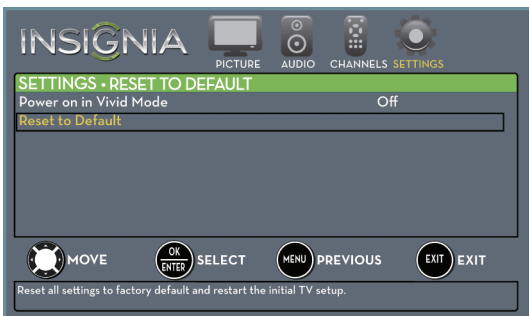 INSIGNIA
PICTURE AUDIO CHANNELS SETTINGS
SETTINGS • RESET TO DEFAULT
Power on in Vivid Mode Off
Reset to Default
MOVE OK ENTER SELECT MENU PREVIOUS EXIT EXIT
Reset all settings to factory default and restart the initial TV setup.